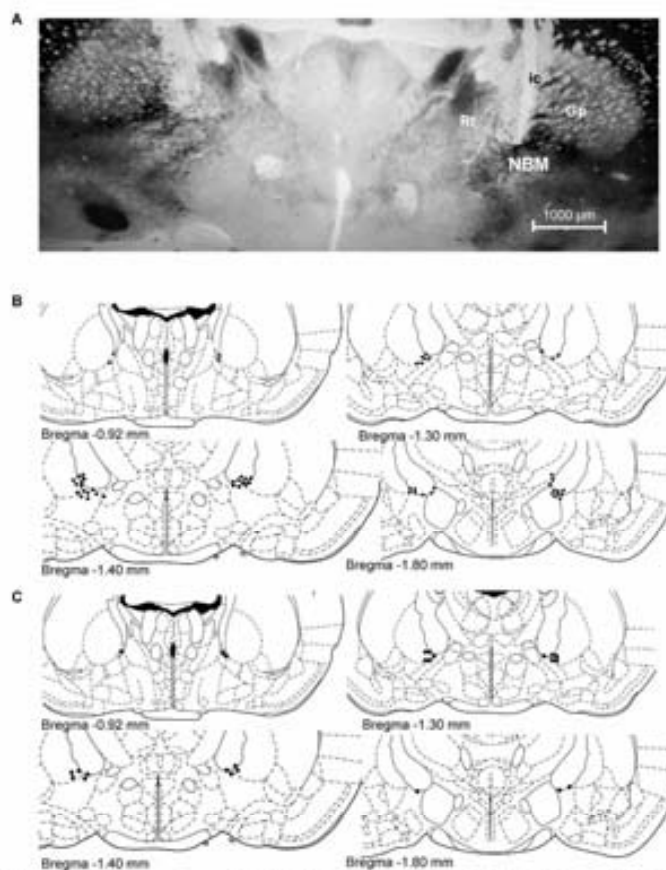 A
ic
Gp
Rt
NBM
1000 µm
B
Bregma -0.92 mm
Bregma -1.30 mm
Bregma -1.40 mm
Bregma -1.80 mm
C
Bregma -0.92 mm
Bregma -1.30 mm
Bregma -1.40 mm
Bregma -1.80 mm